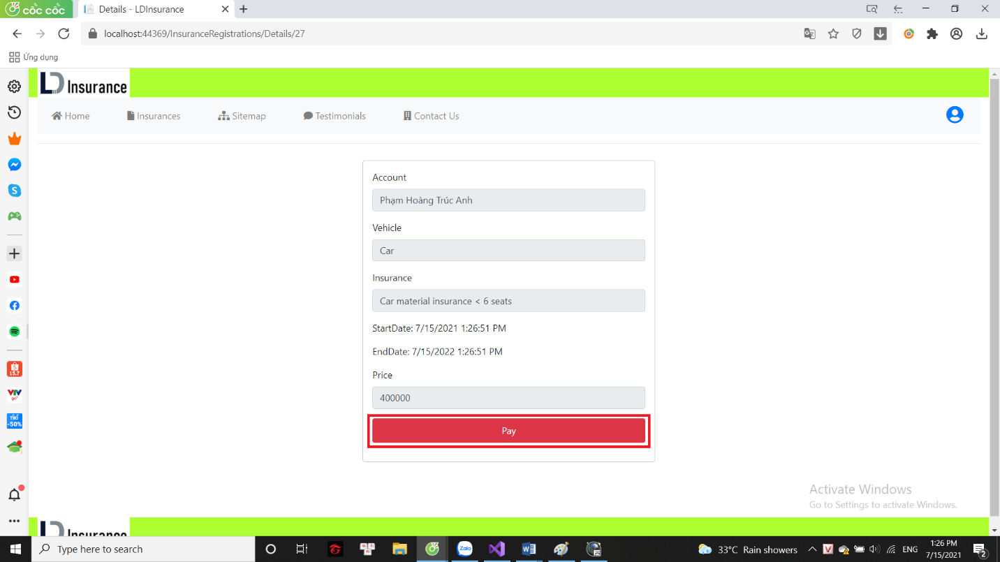 cốc cốc
Details - LDInsurance
localhost:44369/InsuranceRegistrations/Details/27
Ứng dụng
LD Insurance
Home Insurances Sitemap Testimonials Contact Us
Account
Phạm Hoàng Trúc Anh
Vehicle
Car
Insurance
Car material insurance < 6 seats
StartDate: 7/15/2021 1:26:51 PM
EndDate: 7/15/2022 1:26:51 PM
Price
400000
Pay
15.7
VTV
go
TIKI
-50%
Activate Windows
Go to Settings to activate Windows.
LD Insurance
Type here to search
Zalo
33°C Rain showers
ENG
1:26 PM
7/15/2021
2